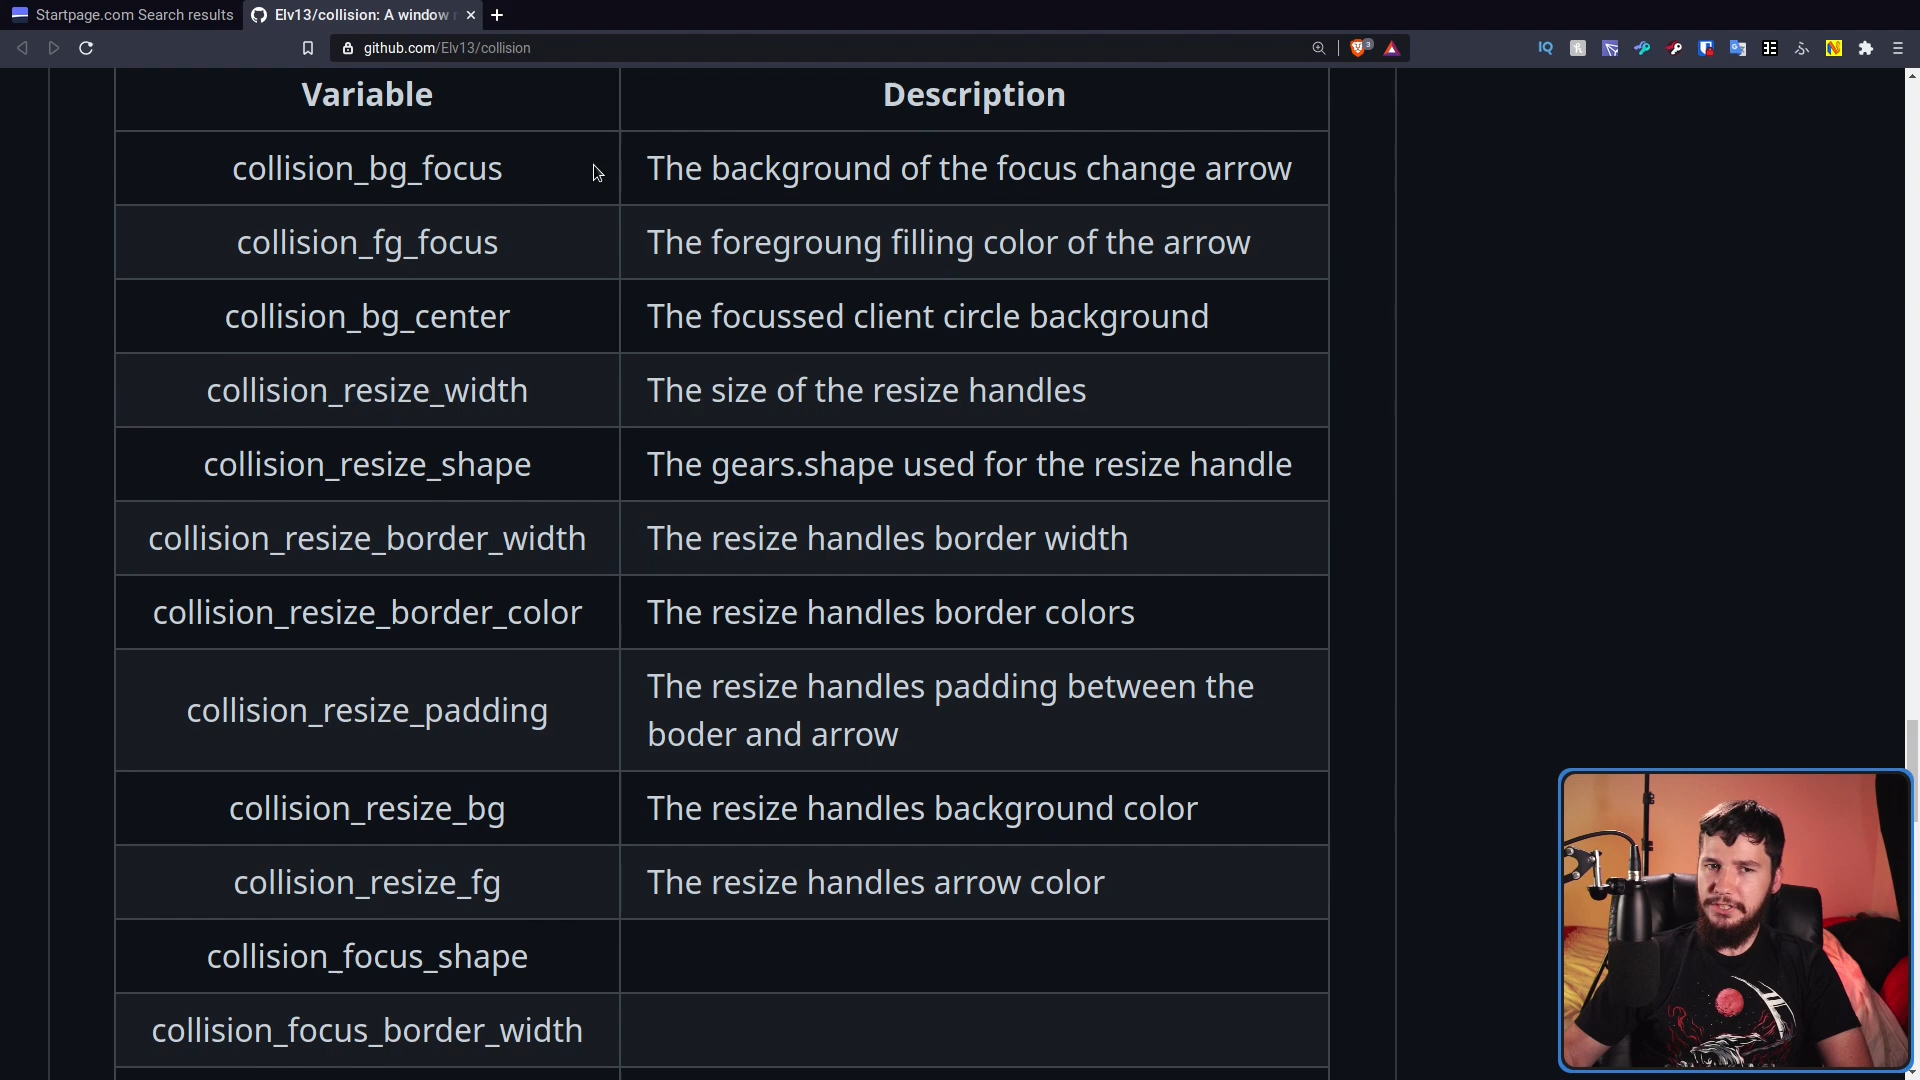 Startpage.com Search results
Elv13/collision: A window
github.com/Elv13/collision
3
IQ
Variable
Description
collision_bg_focus
The background of the focus change arrow
collision_fg_focus
The foregroung filling color of the arrow
collision_bg_center
The focussed client circle background
collision_resize_width
The size of the resize handles
collision_resize_shape
The gears.shape used for the resize handle
collision_resize_border_width
The resize handles border width
collision_resize_border_color
The resize handles border colors
collision_resize_padding
The resize handles padding between the
boder and arrow
collision_resize_bg
The resize handles background color
collision_resize_fg
The resize handles arrow color
collision_focus_shape
collision_focus_border_width